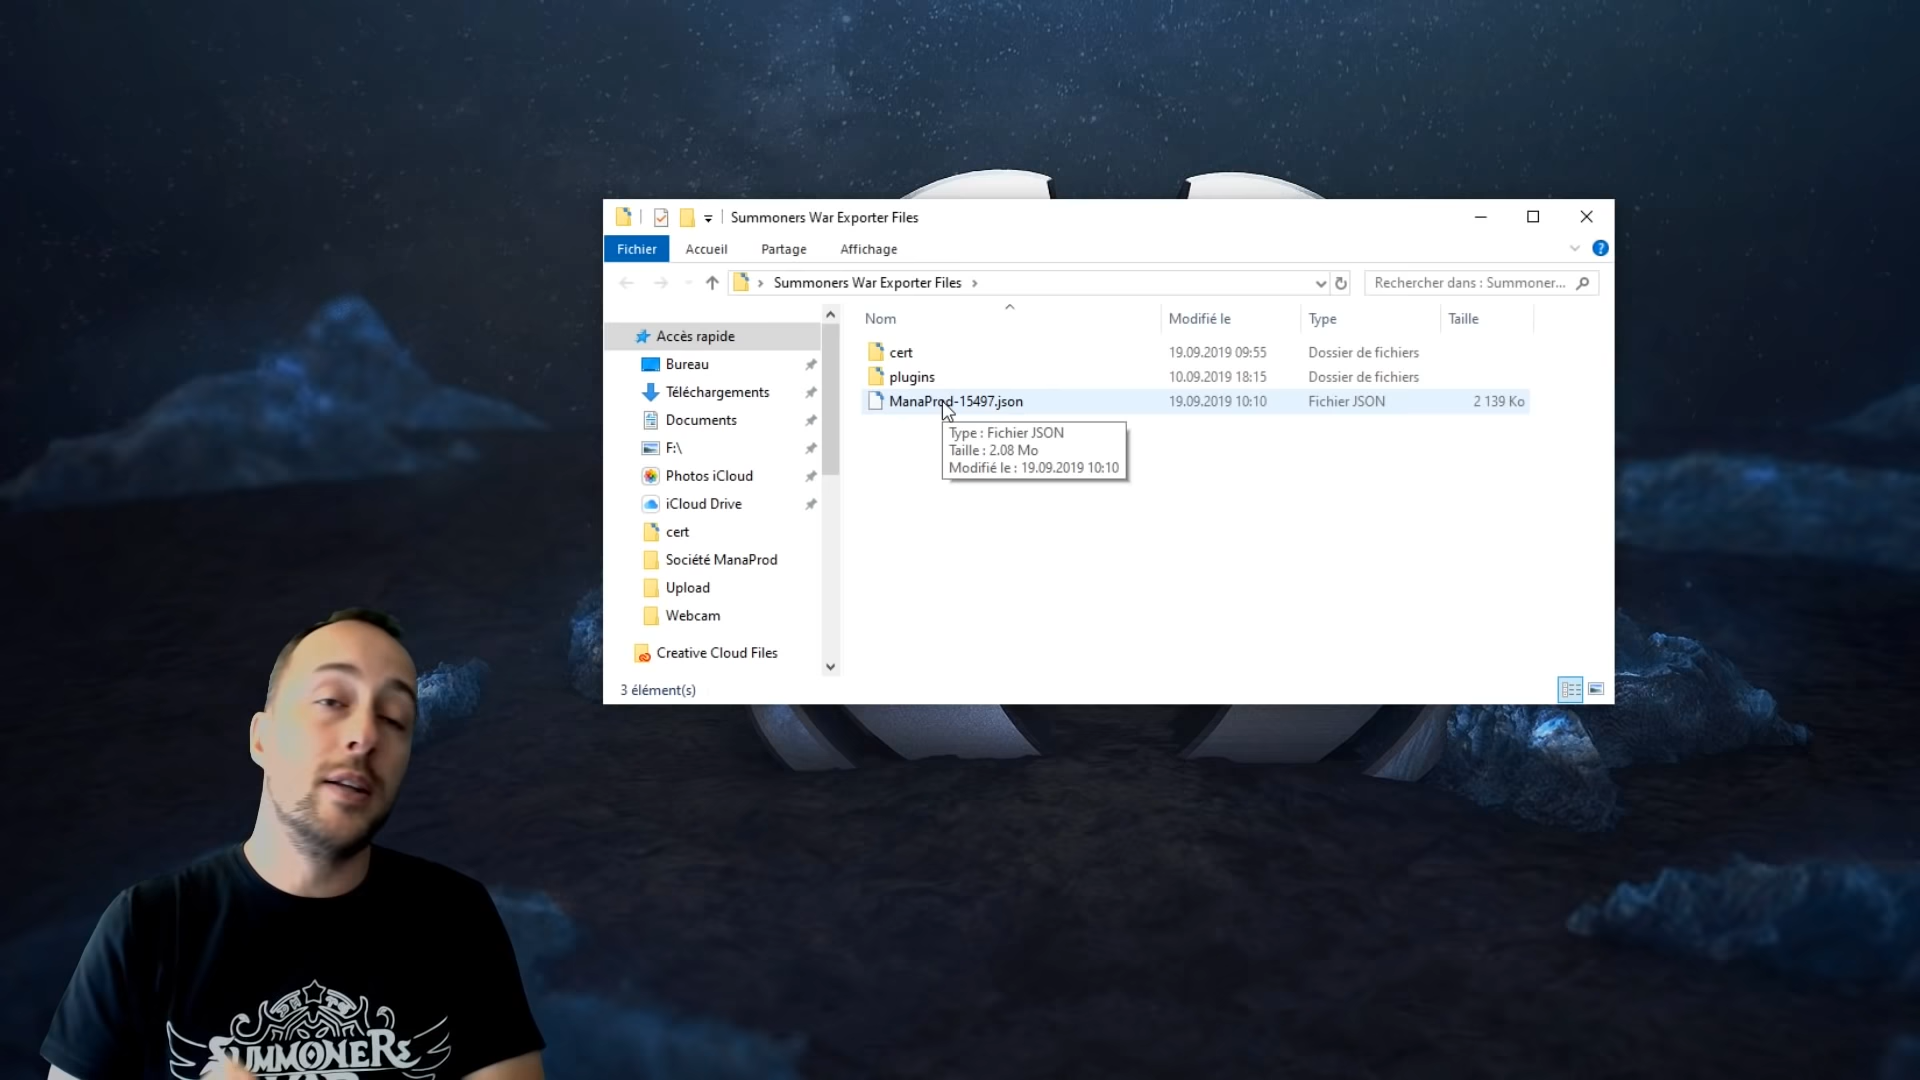 Summoners War Exporter Files
Fichier Accueil Partage Affichage
Summoners War Exporter Files
Rechercher dans : Summoner...
Nom Modifié le Type Taille
Accès rapide
Bureau
Téléchargements
Documents
F:\
Photos iCloud
iCloud Drive
cert
Société ManaProd
Upload
Webcam
Creative Cloud Files
cert 19.09.2019 09:55 Dossier de fichiers
plugins 10.09.2019 18:15 Dossier de fichiers
ManaProd-15497.json 19.09.2019 10:10 Fichier JSON 2 139 Ko
Type : Fichier JSON
Taille : 2.08 Mo
Modifié le : 19.09.2019 10:10
3 élément(s)
SUMMONERS